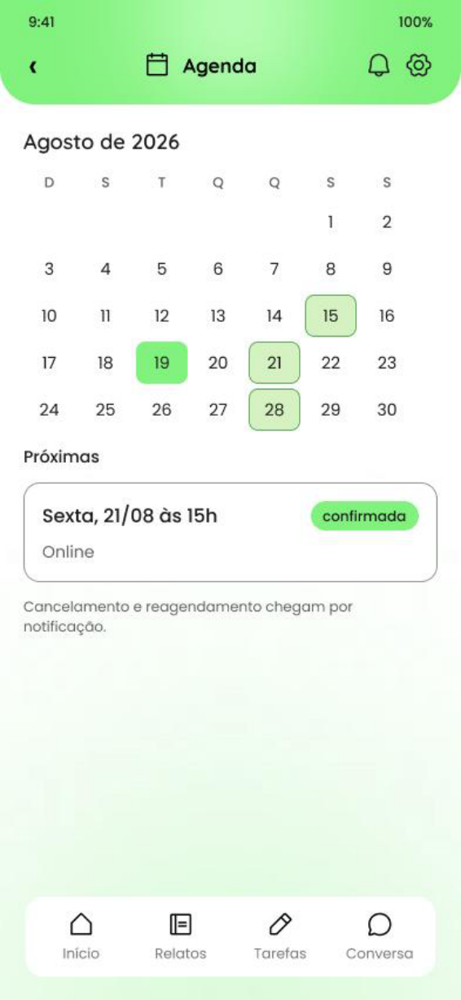 9:41 100%
‹ Agenda
Agosto de 2026
D S T Q Q S S
1 2
3 4 5 6 7 8 9
10 11 12 13 14 15 16
17 18 19 20 21 22 23
24 25 26 27 28 29 30
Próximas
Sexta, 21/08 às 15h confirmada
Online
Cancelamento e reagendamento chegam por
notificação.
Início Relatos Tarefas Conversa